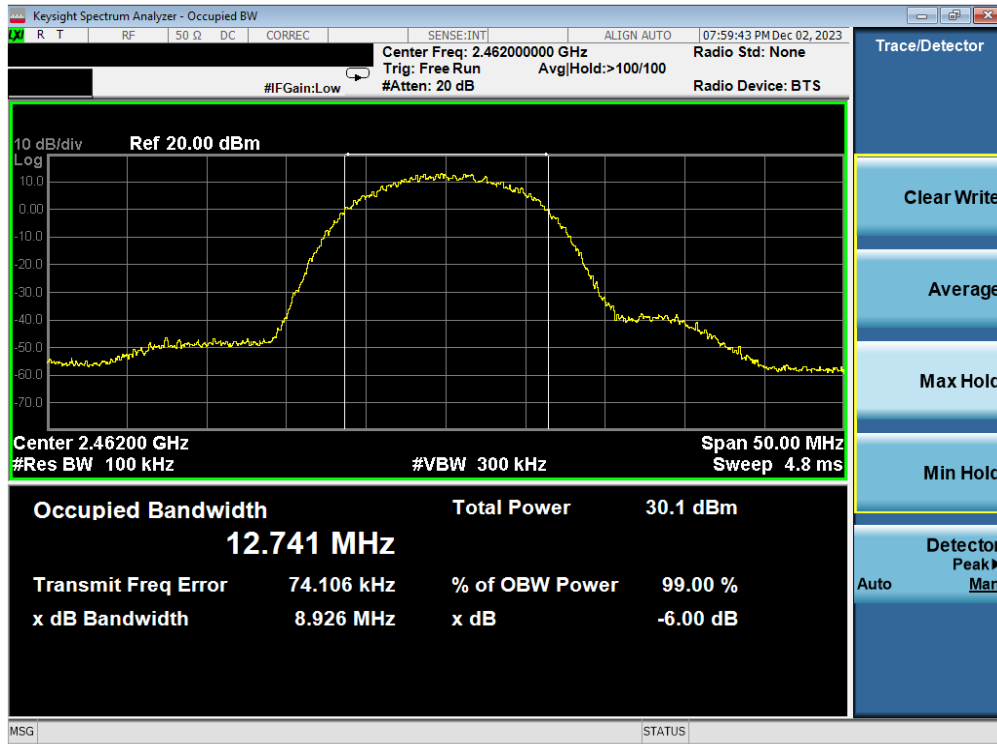 Keysight Spectrum Analyzer - Occupied BW
LXI R T RF 50 Ω DC CORREC SENSE:INT ALIGN AUTO 07:59:43 PM Dec 02, 2023
Center Freq: 2.462000000 GHz Radio Std: None
Trig: Free Run Avg|Hold:>100/100
#IFGain:Low #Atten: 20 dB Radio Device: BTS
10 dB/div Ref 20.00 dBm
Log
10.0
0.00
-10.0
-20.0
-30.0
-40.0
-50.0
-60.0
-70.0
Center 2.46200 GHz Span 50.00 MHz
#Res BW 100 kHz #VBW 300 kHz Sweep 4.8 ms
Occupied Bandwidth Total Power 30.1 dBm
12.741 MHz
Transmit Freq Error 74.106 kHz % of OBW Power 99.00 %
x dB Bandwidth 8.926 MHz x dB -6.00 dB
MSG STATUS
Trace/Detector
Clear Write
Average
Max Hold
Min Hold
Detector
Peak▶
Auto Man